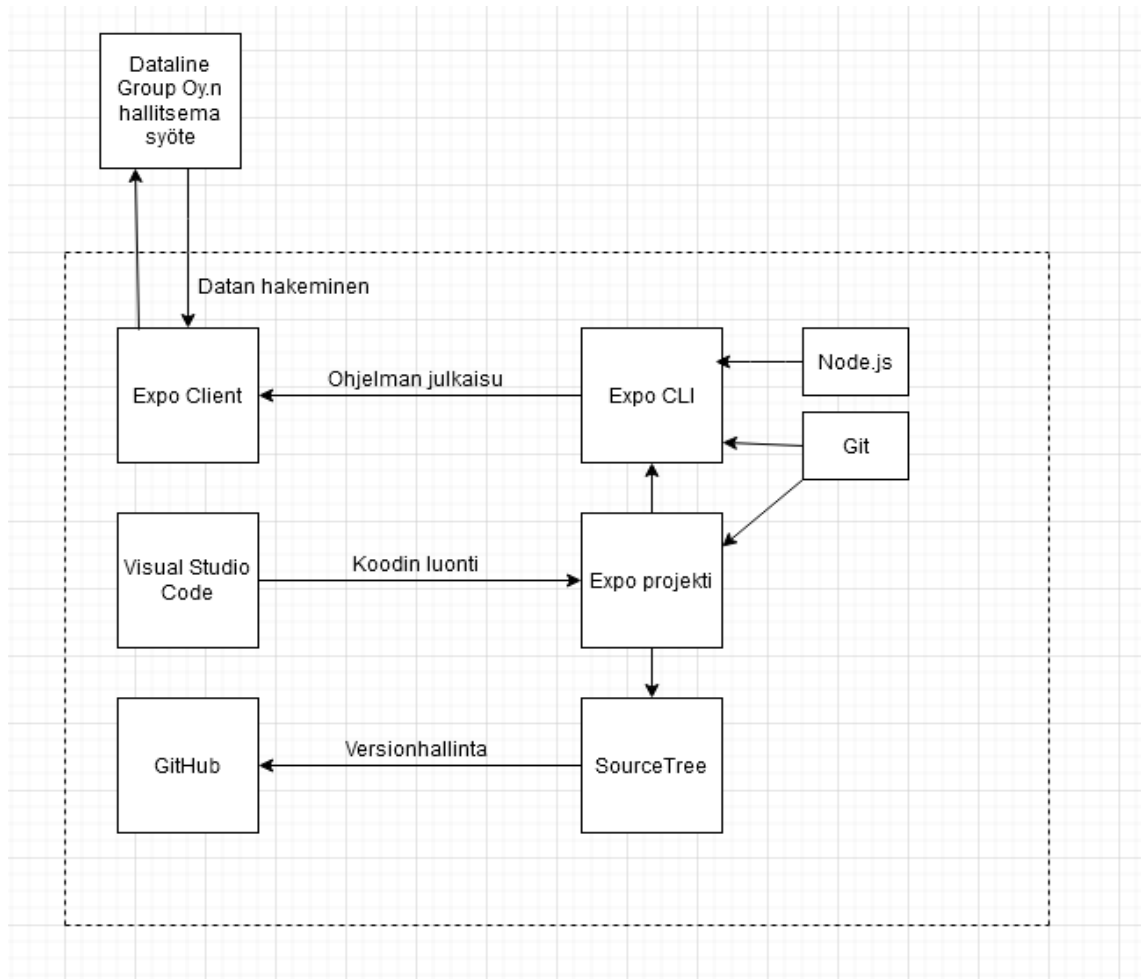 Dataline
Group Oy.n
hallitsema
syöte
Datan hakeminen
Expo Client
Ohjelman julkaisu
Expo CLI
Node.js
Git
Visual Studio
Code
Koodin luonti
Expo projekti
GitHub
Versionhallinta
SourceTree